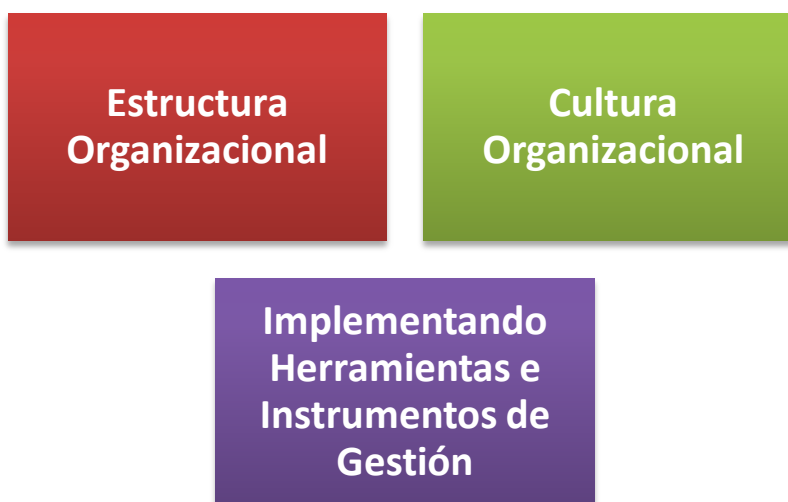 Estructura
Organizacional
Cultura
Organizacional
Implementando
Herramientas e
Instrumentos de
Gestión